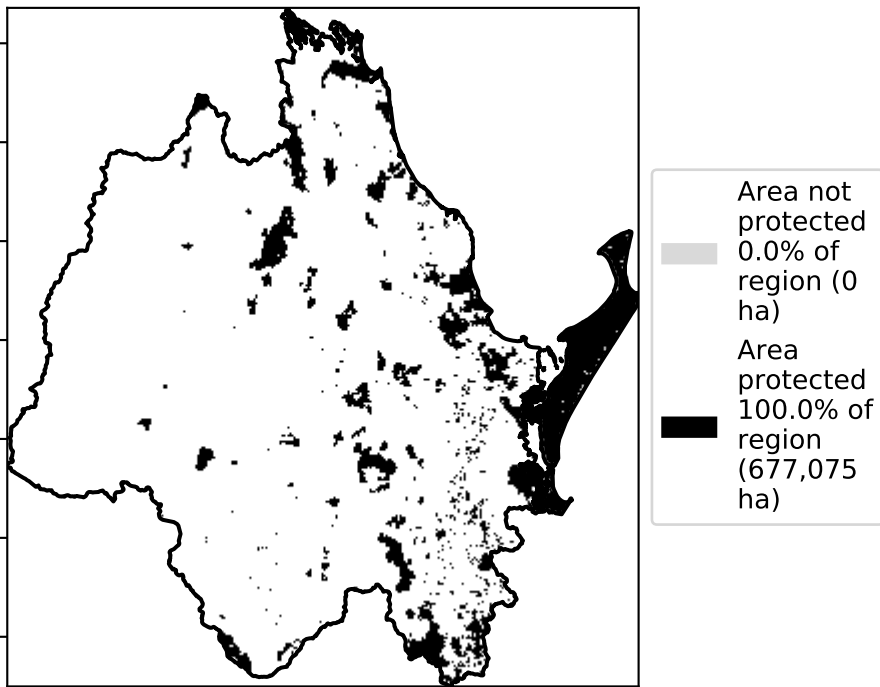 Area not
protected
0.0% of
region (0
ha)
Area
protected
100.0% of
region
(677,075
ha)